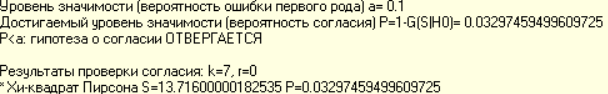 Уровень значимости (вероятность ошибки первого рода) a= 0.1
Достигаемый уровень значимости (вероятность согласия) P=1-G(S|H0)= 0.03297459499609725
P<a: гипотеза о согласии ОТВЕРГАЕТСЯ
Результаты проверки согласия: k=7, r=0
*Хи-квадрат Пирсона S=13.71600000182535 P=0.03297459499609725